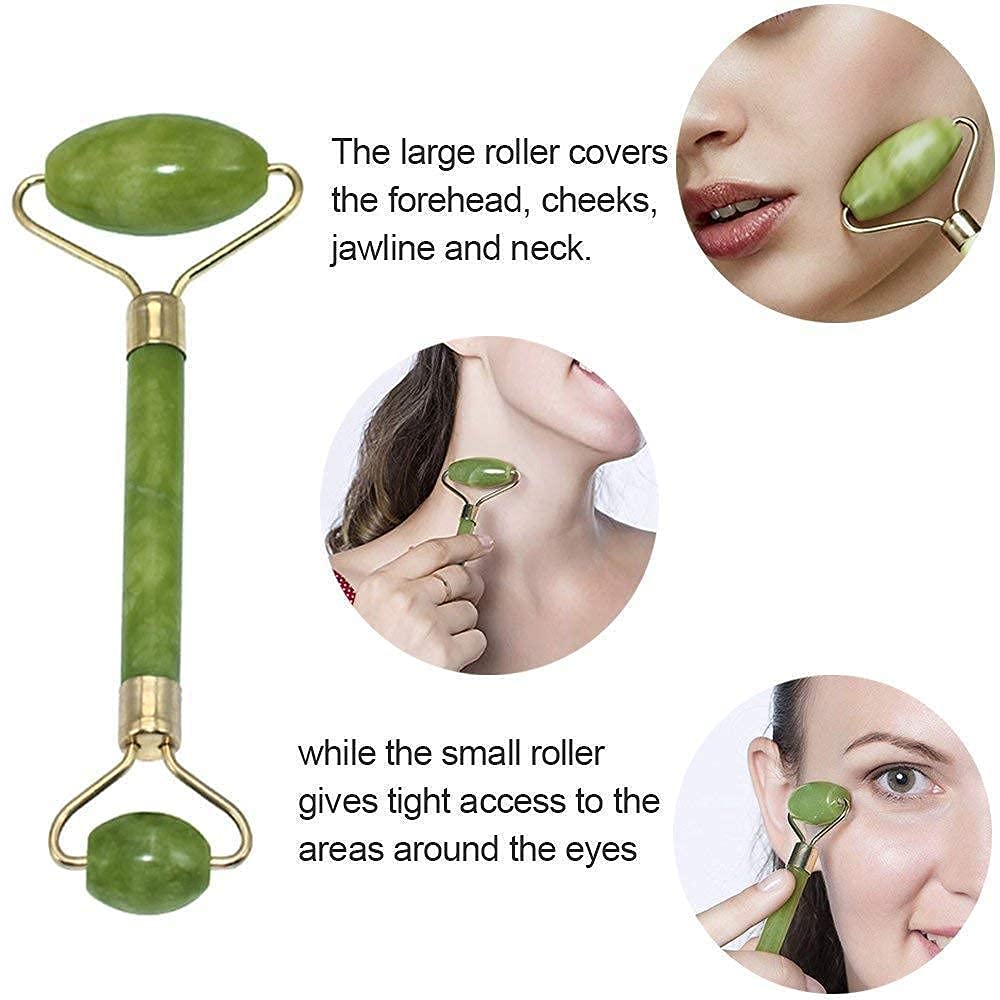 The large roller covers
the forehead, cheeks,
jawline and neck.
while the small roller
gives tight access to the
areas around the eyes